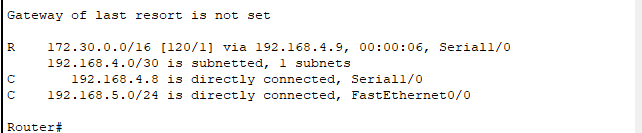 Gateway of last resort is not set
R    172.30.0.0/16 [120/1] via 192.168.4.9, 00:00:06, Serial1/0
     192.168.4.0/30 is subnetted, 1 subnets
C       192.168.4.8 is directly connected, Serial1/0
C    192.168.5.0/24 is directly connected, FastEthernet0/0
Router#